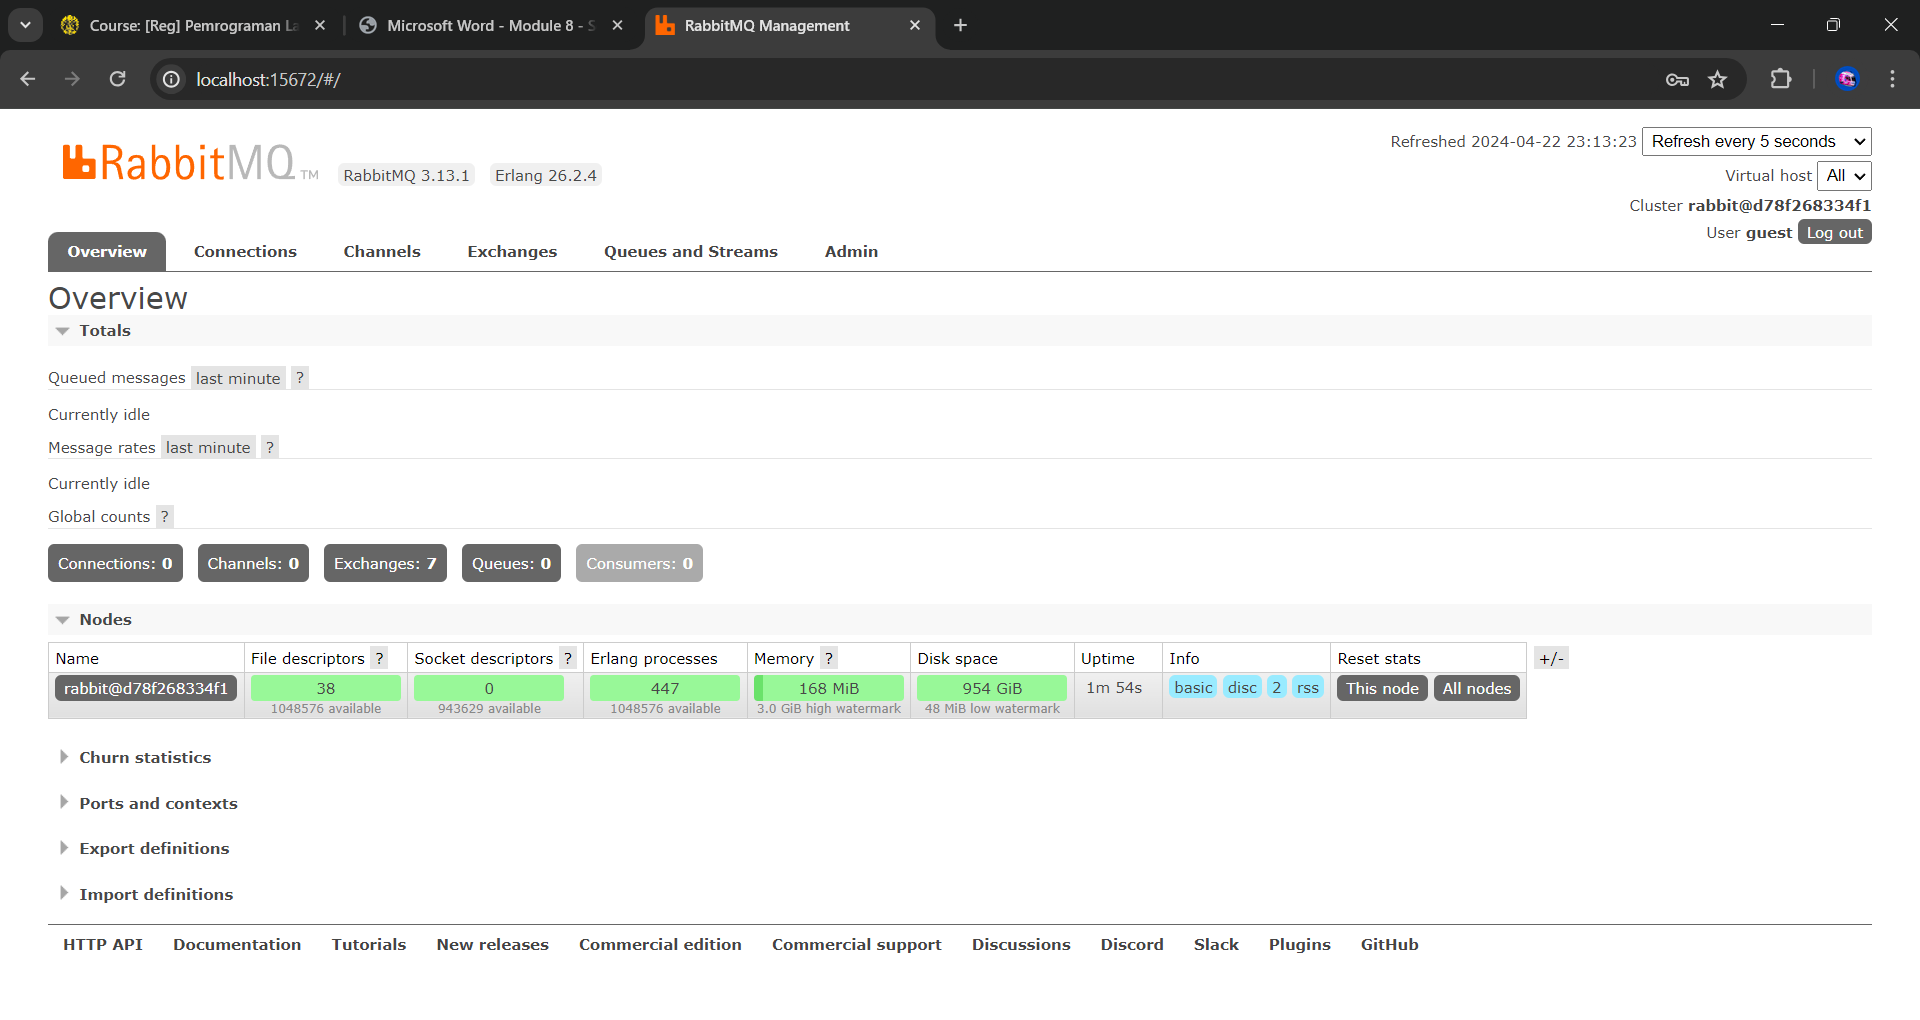 Course: [Reg] Pemrograman La
Microsoft Word - Module 8 - S
RabbitMQ Management
localhost:15672/#/
RabbitMQ TM
RabbitMQ 3.13.1 Erlang 26.2.4
Refreshed 2024-04-22 23:13:23 Refresh every 5 seconds
Virtual host All
Cluster rabbit@d78f268334f1
User guest Log out
Overview Connections Channels Exchanges Queues and Streams Admin
Overview
Totals
Queued messages last minute ?
Currently idle
Message rates last minute ?
Currently idle
Global counts ?
Connections: 0 Channels: 0 Exchanges: 7 Queues: 0 Consumers: 0
Nodes
Name File descriptors ? Socket descriptors ? Erlang processes Memory ? Disk space Uptime Info Reset stats +/-
rabbit@d78f268334f1 38 0 447 168 MiB 954 GiB 1m 54s basic disc 2 rss This node All nodes
1048576 available 943629 available 1048576 available 3.0 GiB high watermark 48 MiB low watermark
Churn statistics
Ports and contexts
Export definitions
Import definitions
HTTP API Documentation Tutorials New releases Commercial edition Commercial support Discussions Discord Slack Plugins GitHub